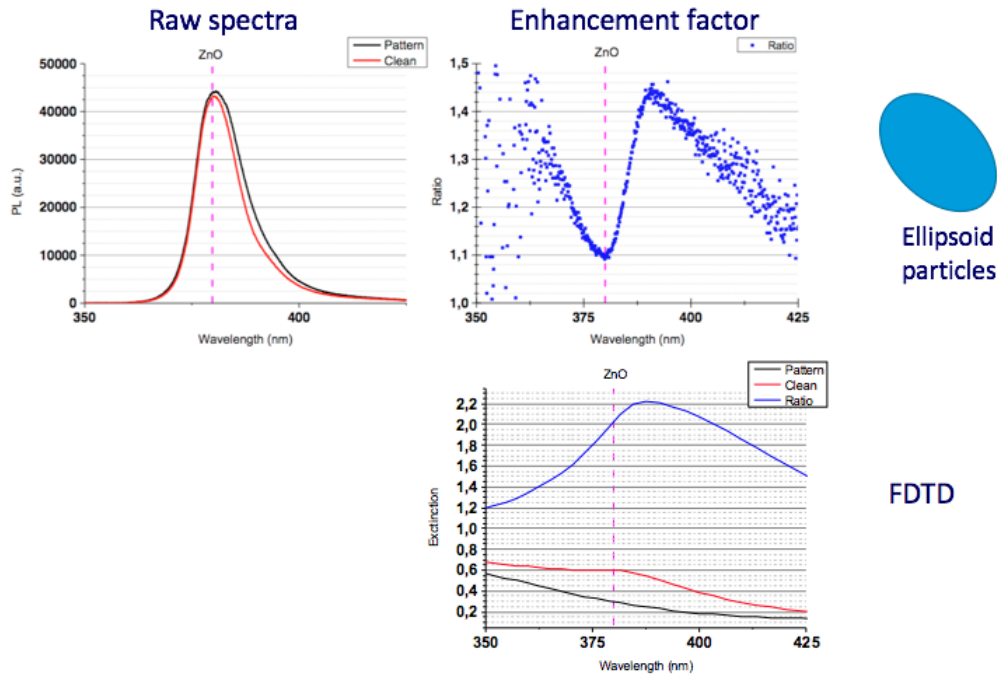 Raw spectra
Enhancement factor
ZnO
Pattern
Clean
50000
40000
30000
20000
10000
0
PL (a.u.)
350
400
Wavelength (nm)
ZnO
Ratio
1,5
1,4
1,3
1,2
1,1
1,0
Ratio
350
375
400
425
Wavelength (nm)
Ellipsoid
particles
ZnO
Pattern
Clean
Ratio
2,2
2,0
1,8
1,6
1,4
1,2
1,0
0,8
0,6
0,4
0,2
Exctinction
350
375
400
425
Wavelength (nm)
FDTD